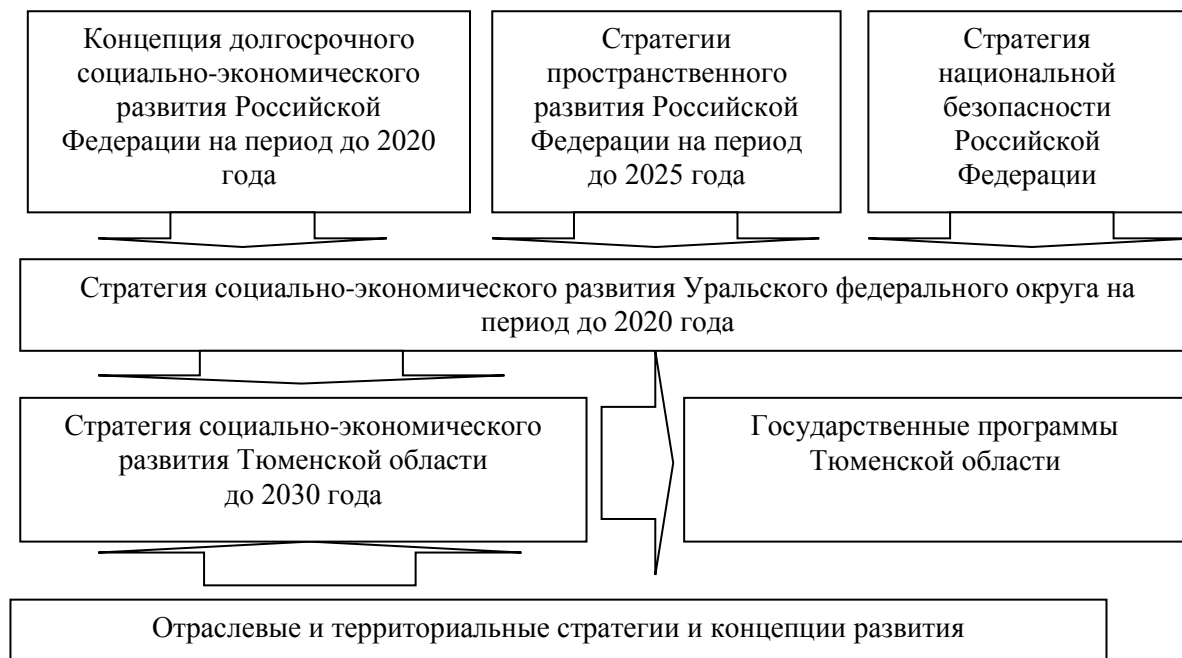 Концепция долгосрочного
социально-экономического
развития Российской
Федерации на период до 2020
года
Стратегии
пространственного
развития Российской
Федерации на период
до 2025 года
Стратегия
национальной
безопасности
Российской
Федерации
Стратегия социально-экономического развития Уральского федерального округа на
период до 2020 года
Стратегия социально-экономического
развития Тюменской области
до 2030 года
Государственные программы
Тюменской области
Отраслевые и территориальные стратегии и концепции развития